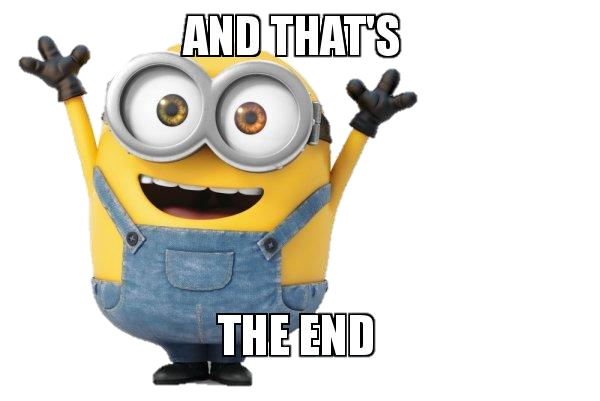 AND THAT'S
THE END